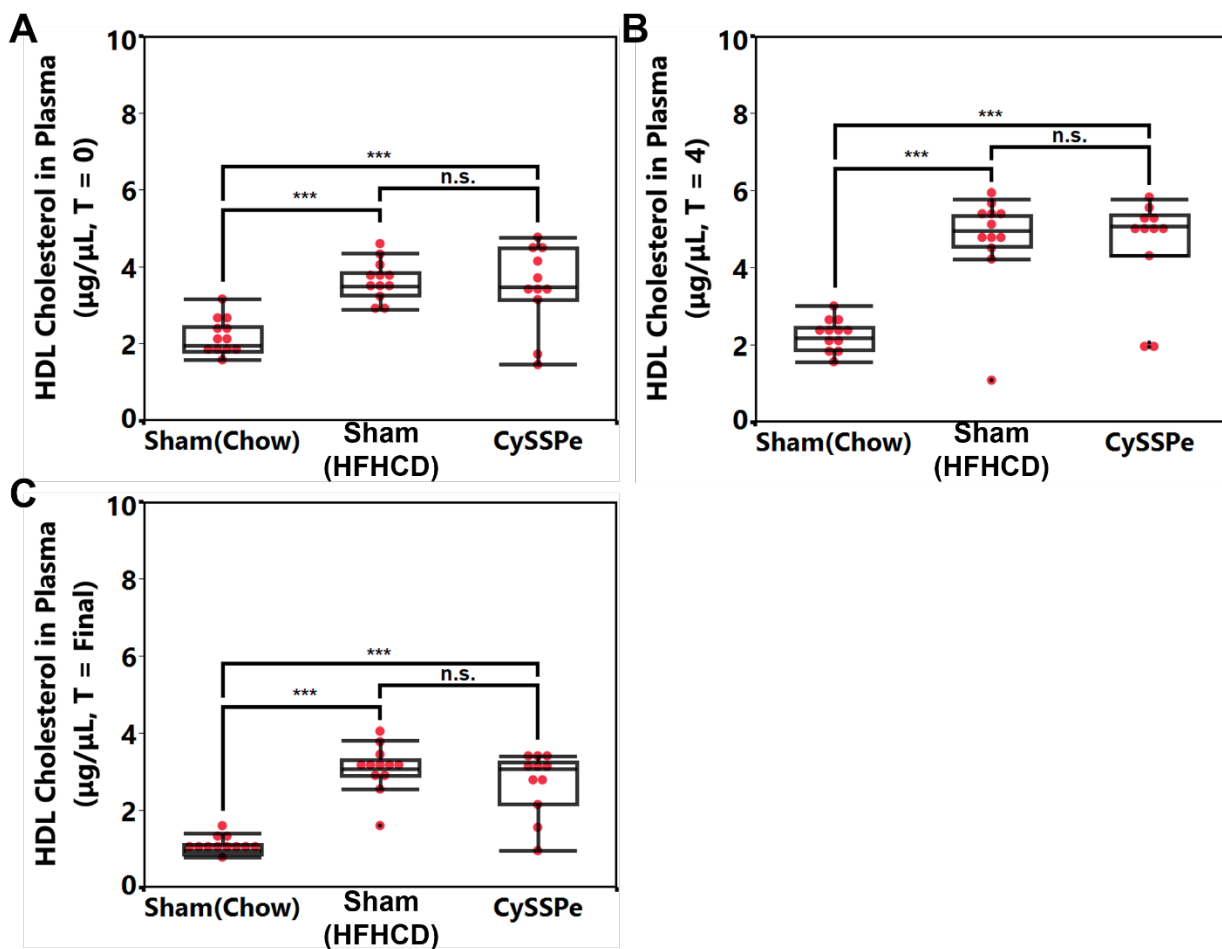 A
HDL Cholesterol in Plasma
(µg/µL, T = 0)
10
8
6
4
2
0
***
***
n.s.
Sham(Chow)
Sham
(HFHCD)
CySSPe
B
HDL Cholesterol in Plasma
(µg/µL, T = 4)
10
8
6
4
2
0
***
***
n.s.
Sham(Chow)
Sham
(HFHCD)
CySSPe
C
HDL Cholesterol in Plasma
(µg/µL, T = Final)
10
8
6
4
2
0
***
***
n.s.
Sham(Chow)
Sham
(HFHCD)
CySSPe